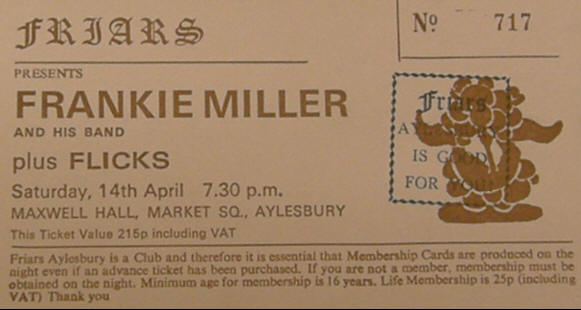 FRIARS
Nº 717
PRESENTS
FRANKIE MILLER
AND HIS BAND
plus FLICKS
Saturday, 14th April 7.30 p.m.
MAXWELL HALL, MARKET SQ., AYLESBURY
This Ticket Value 215p including VAT
Friars
AYLESBURY
IS GOOD
FOR YOU
Friars Aylesbury is a Club and therefore it is essential that Membership Cards are produced on the
night even if an advance ticket has been purchased. If you are not a member, membership must be
obtained on the night. Minimum age for membership is 16 years. Life Membership is 25p (including
VAT) Thank you